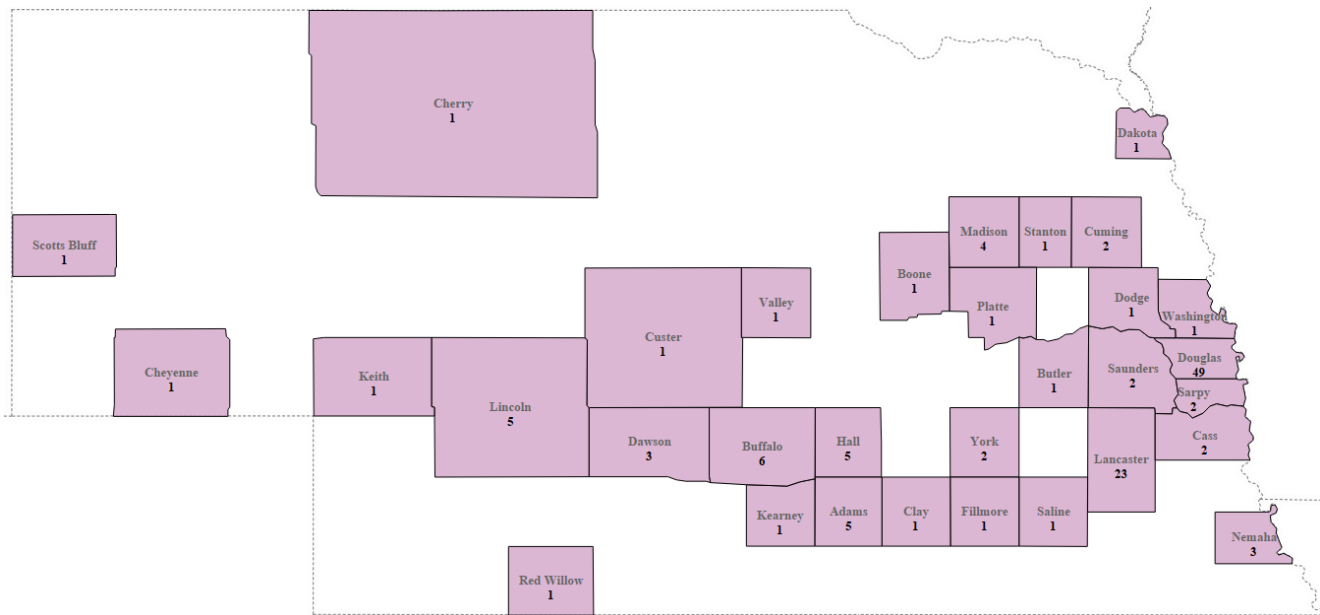 Cherry
1
Dakota
1
Scotts Bluff
1
Madison
4
Stanton
1
Cuming
2
Boone
1
Valley
1
Platte
1
Dodge
1
Washington
1
Custer
1
Cheyenne
1
Keith
1
Lincoln
5
Butler
1
Saunders
2
Douglas
49
Sarpy
2
Dawson
3
Buffalo
6
Hall
5
York
2
Lancaster
23
Cass
2
Kearney
1
Adams
5
Clay
1
Fillmore
1
Saline
1
Nemaha
3
Red Willow
1